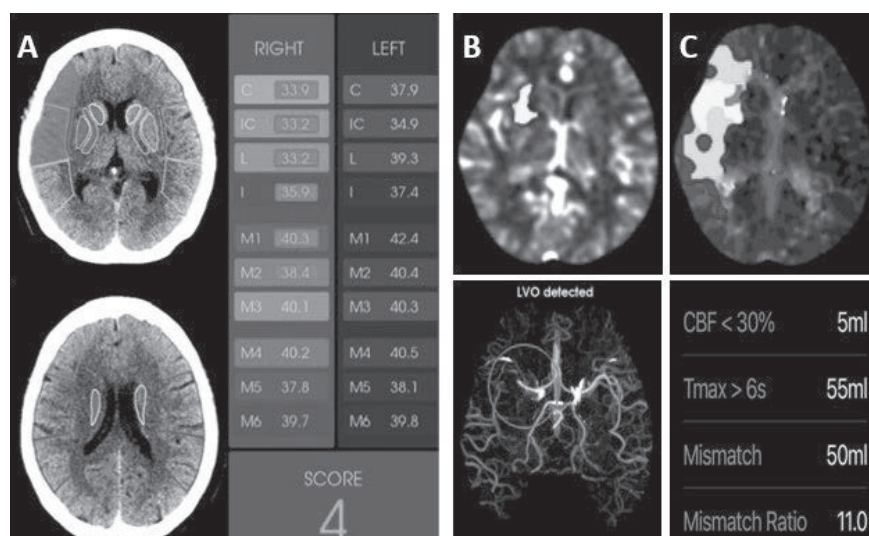 A
RIGHT LEFT
C 33.9 C 37.9
IC 33.2 IC 34.9
L 33.2 L 39.3
I 35.9 I 37.4
M1 40.3 M1 42.4
M2 38.4 M2 40.4
M3 40.1 M3 40.3
M4 40.2 M4 40.5
M5 37.8 M5 38.1
M6 39.7 M6 39.8
SCORE
4
B
LVO detected
C
CBF < 30% 5ml
Tmax > 6s 55ml
Mismatch 50ml
Mismatch Ratio 11.0